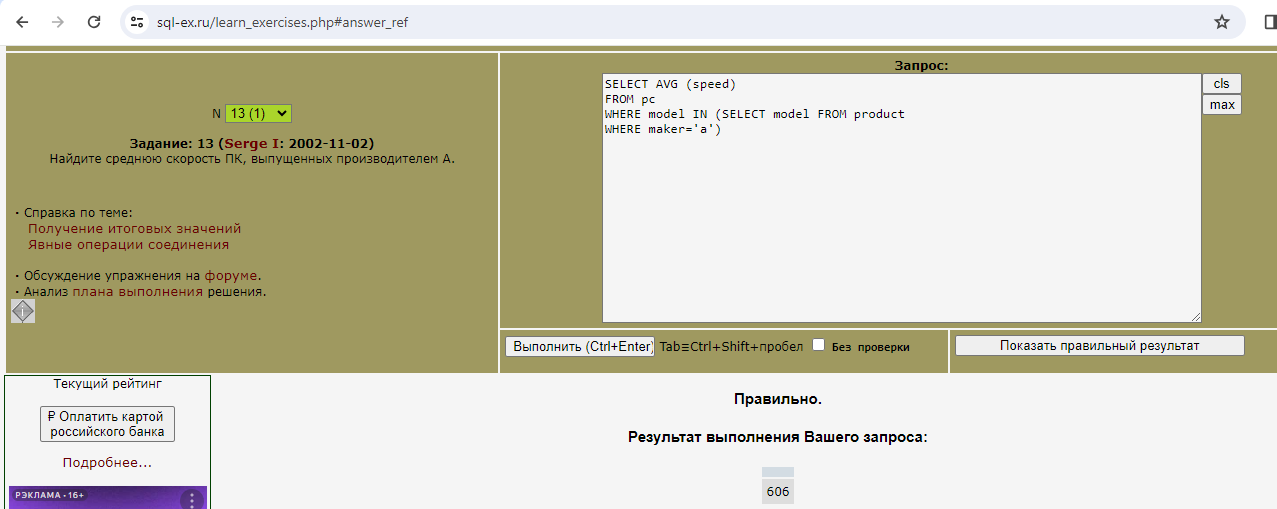 sql-ex.ru/learn_exercises.php#answer_ref
N 13 (1)
Задание: 13 (Serge I: 2002-11-02)
Найдите среднюю скорость ПК, выпущенных производителем A.
• Справка по теме:
Получение итоговых значений
Явные операции соединения
• Обсуждение упражнения на форуме.
• Анализ плана выполнения решения.
Запрос:
SELECT AVG (speed)
FROM pc
WHERE model IN (SELECT model FROM product
WHERE maker='a')
cls
max
Выполнить (Ctrl+Enter) Tab≡Ctrl+Shift+пробел Без проверки
Показать правильный результат
Текущий рейтинг
₽ Оплатить картой
российского банка
Подробнее...
РЭКЛАМА • 16+
Правильно.
Результат выполнения Вашего запроса:
606